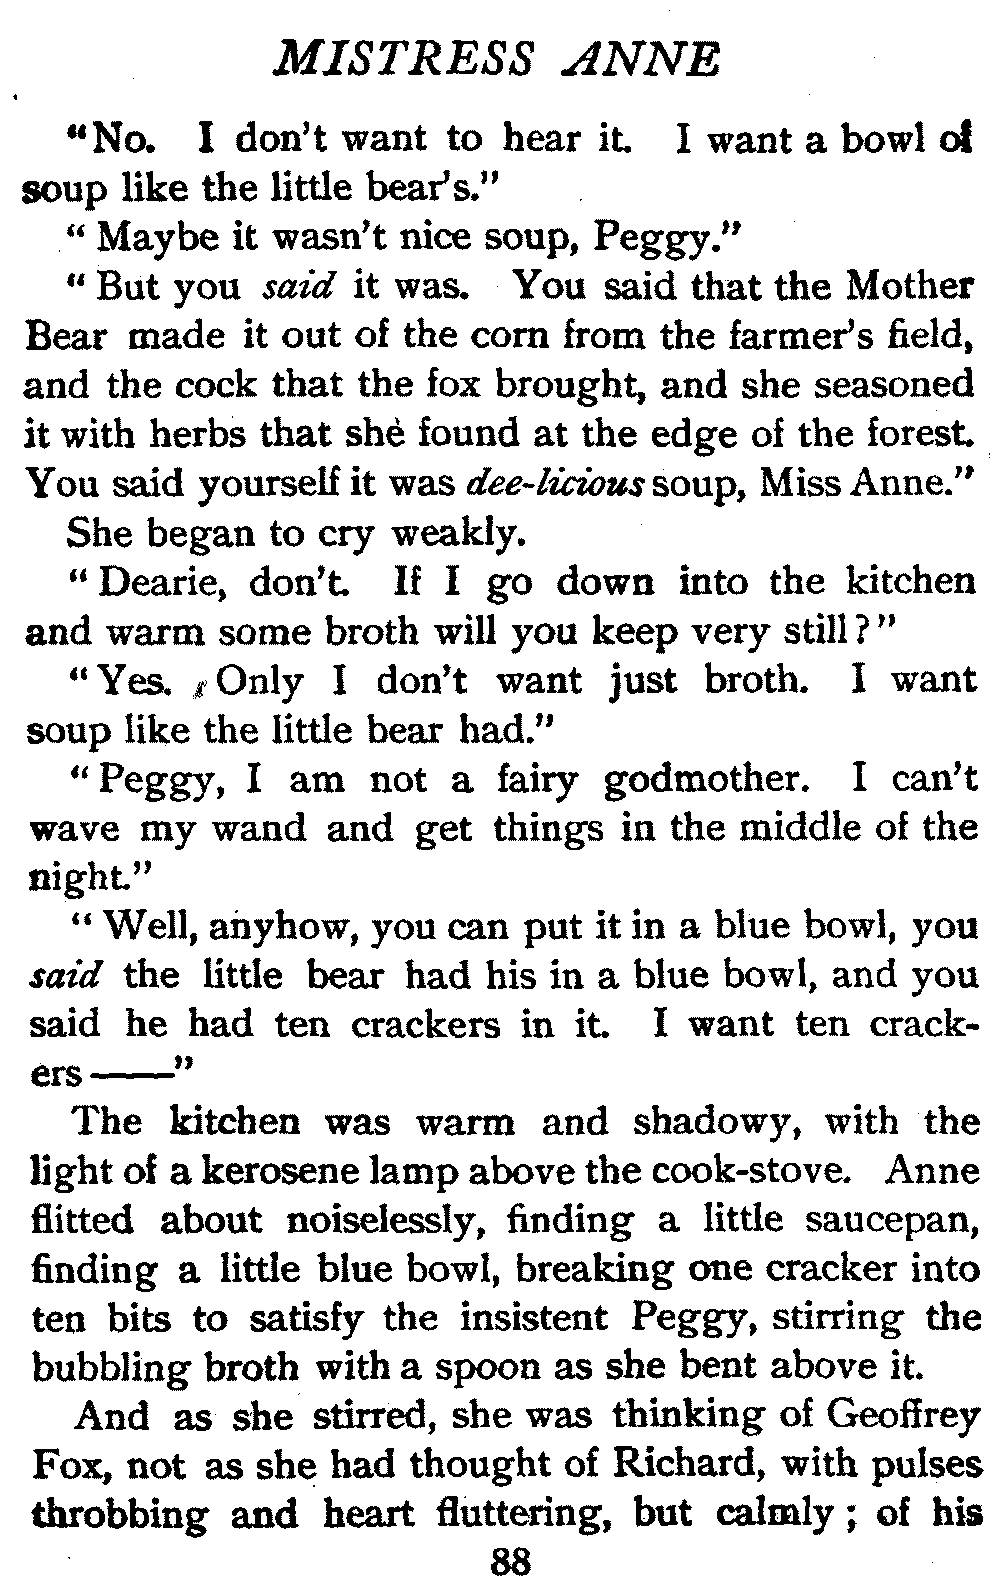 MISTRESS ANNE
"No. I don't want to hear it. I want a bowl of
soup like the little bear's."
"Maybe it wasn't nice soup, Peggy."
"But you said it was. You said that the Mother
Bear made it out of the corn from the farmer's field,
and the cock that the fox brought, and she seasoned
it with herbs that she found at the edge of the forest.
You said yourself it was dee-licious soup, Miss Anne."
She began to cry weakly.
"Dearie, don't. If I go down into the kitchen
and warm some broth will you keep very still?"
"Yes. Only I don't want just broth. I want
soup like the little bear had."
"Peggy, I am not a fairy godmother. I can't
wave my wand and get things in the middle of the
night."
"Well, anyhow, you can put it in a blue bowl, you
said the little bear had his in a blue bowl, and you
said he had ten crackers in it. I want ten crack-
ers ——"
The kitchen was warm and shadowy, with the
light of a kerosene lamp above the cook-stove. Anne
flitted about noiselessly, finding a little saucepan,
finding a little blue bowl, breaking one cracker into
ten bits to satisfy the insistent Peggy, stirring the
bubbling broth with a spoon as she bent above it.
And as she stirred, she was thinking of Geoffrey
Fox, not as she had thought of Richard, with pulses
throbbing and heart fluttering, but calmly; of his
88